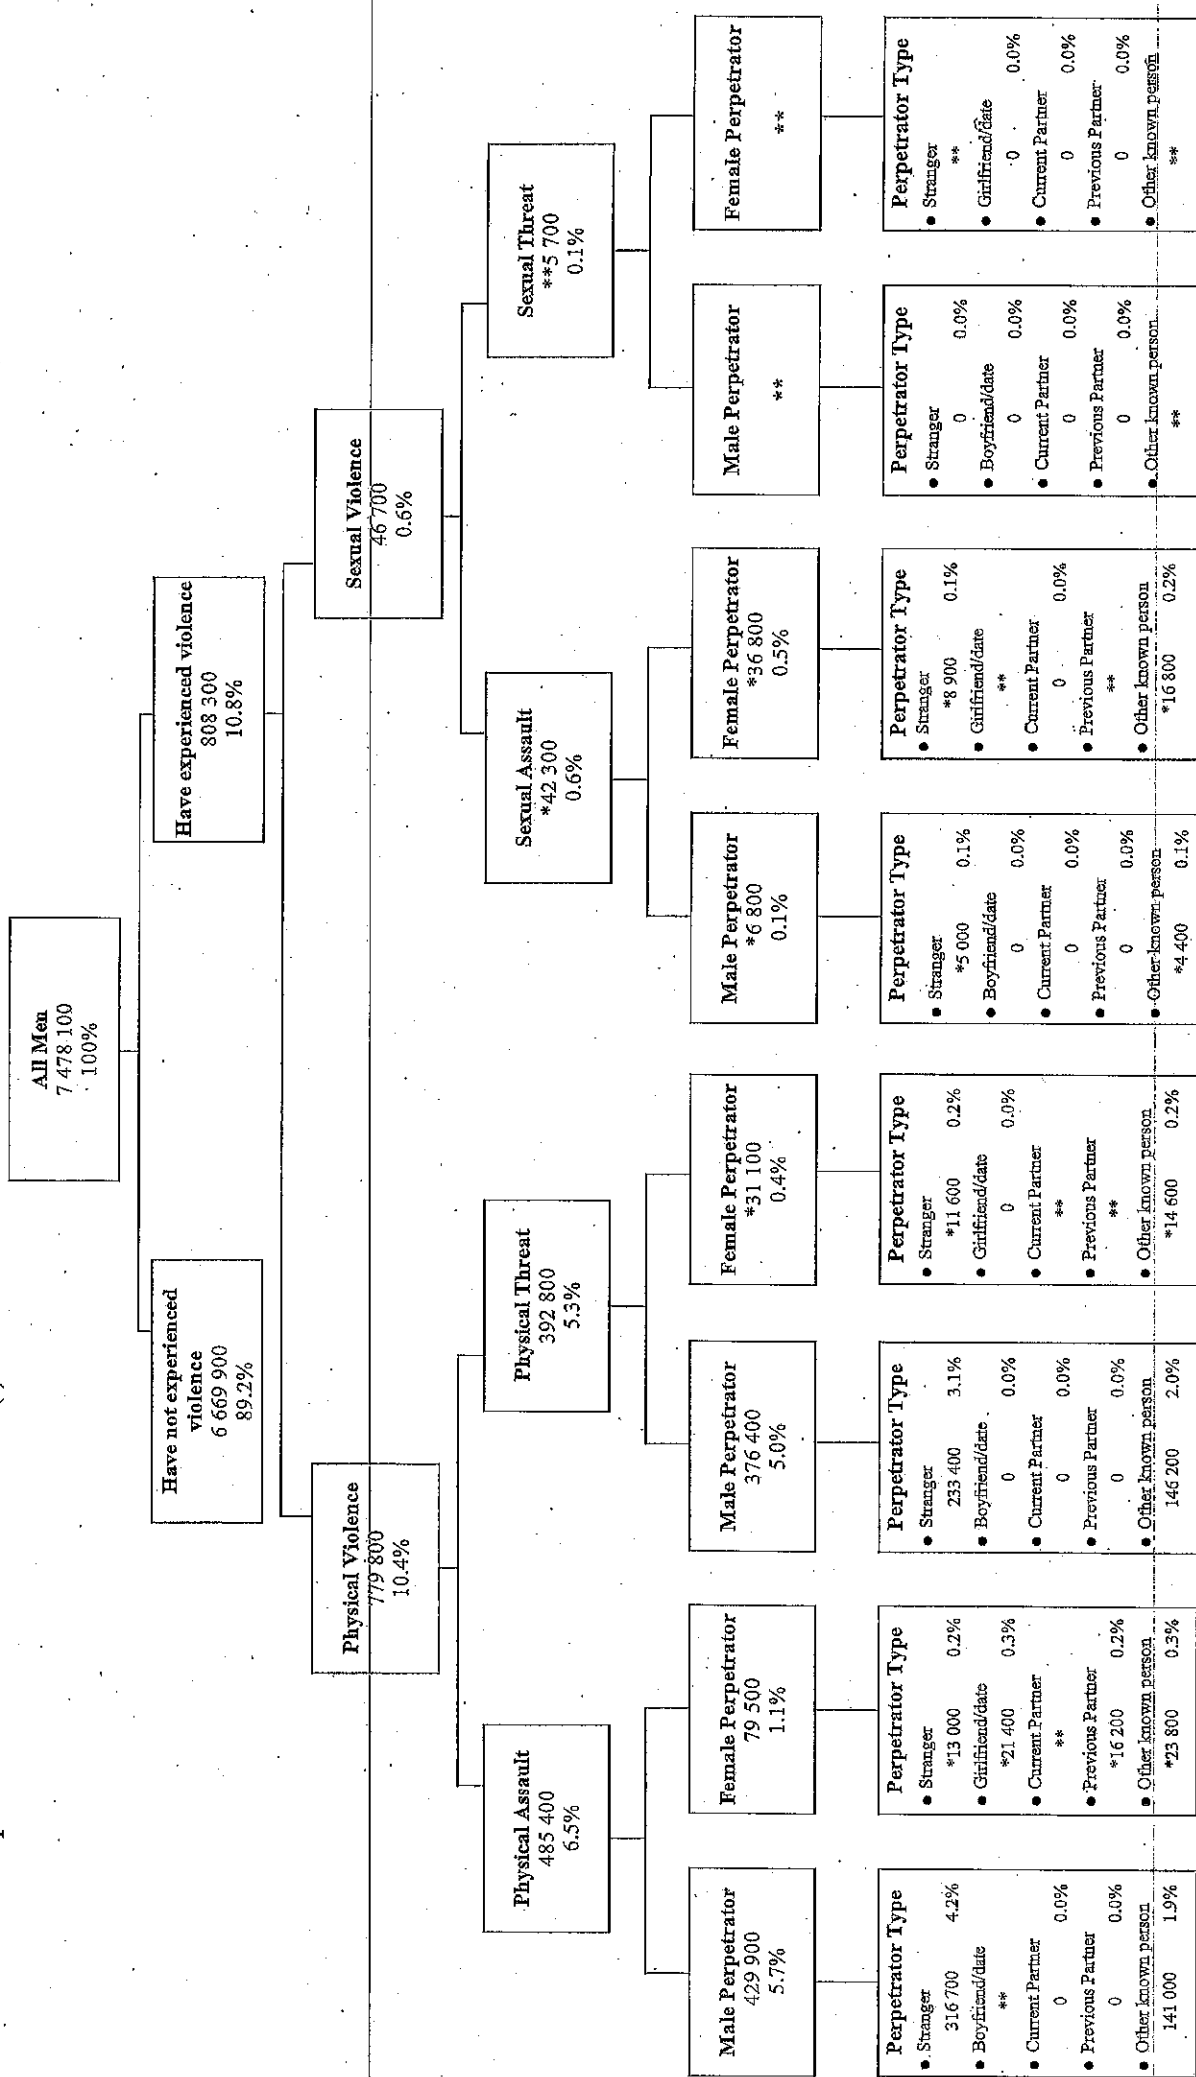 All Men
7 478 100
100%
Have not experienced
violence
6 669 900
89.2%
Have experienced violence
808 300
10.8%
Physical Violence
779 800
10.4%
Sexual Violence
46 700
0.6%
Physical Assault
485 400
6.5%
Physical Threat
392 800
5.3%
Sexual Assault
*42 300
0.6%
Sexual Threat
**5 700
0.1%
Male Perpetrator
429 900
5.7%
Female Perpetrator
79 500
1.1%
Male Perpetrator
376 400
5.0%
Female Perpetrator
*31 100
0.4%
Male Perpetrator
*6 800
0.1%
Female Perpetrator
*36 800
0.5%
Male Perpetrator
**
Female Perpetrator
**
Perpetrator Type
● Stranger
316 700 4.2%
● Boyfriend/date
**
● Current Partner
0 0.0%
● Previous Partner
0 0.0%
● Other known person
141 000 1.9%
Perpetrator Type
● Stranger
*13 000 0.2%
● Girlfriend/date
*21 400 0.3%
● Current Partner
**
● Previous Partner
*16 200 0.2%
● Other known person
*23 800 0.3%
Perpetrator Type
● Stranger
233 400 3.1%
● Boyfriend/date
0 0.0%
● Current Partner
0 0.0%
● Previous Partner
0 0.0%
● Other known person
146 200 2.0%
Perpetrator Type
● Stranger
*11 600 0.2%
● Girlfriend/date
0 0.0%
● Current Partner
**
● Previous Partner
**
● Other known person
*14 600 0.2%
Perpetrator Type
● Stranger
*5 000 0.1%
● Boyfriend/date
0 0.0%
● Current Partner
0 0.0%
● Previous Partner
0 0.0%
● Other known person
*4 400 0.1%
Perpetrator Type
● Stranger
*8 900 0.1%
● Girlfriend/date
**
● Current Partner
0 0.0%
● Previous Partner
**
● Other known person
*16 800 0.2%
Perpetrator Type
● Stranger
0 0.0%
● Boyfriend/date
0 0.0%
● Current Partner
0 0.0%
● Previous Partner
0 0.0%
● Other known person
**
Perpetrator Type
● Stranger
**
● Girlfriend/date
0 0.0%
● Current Partner
0 0.0%
● Previous Partner
0 0.0%
● Other known person
**